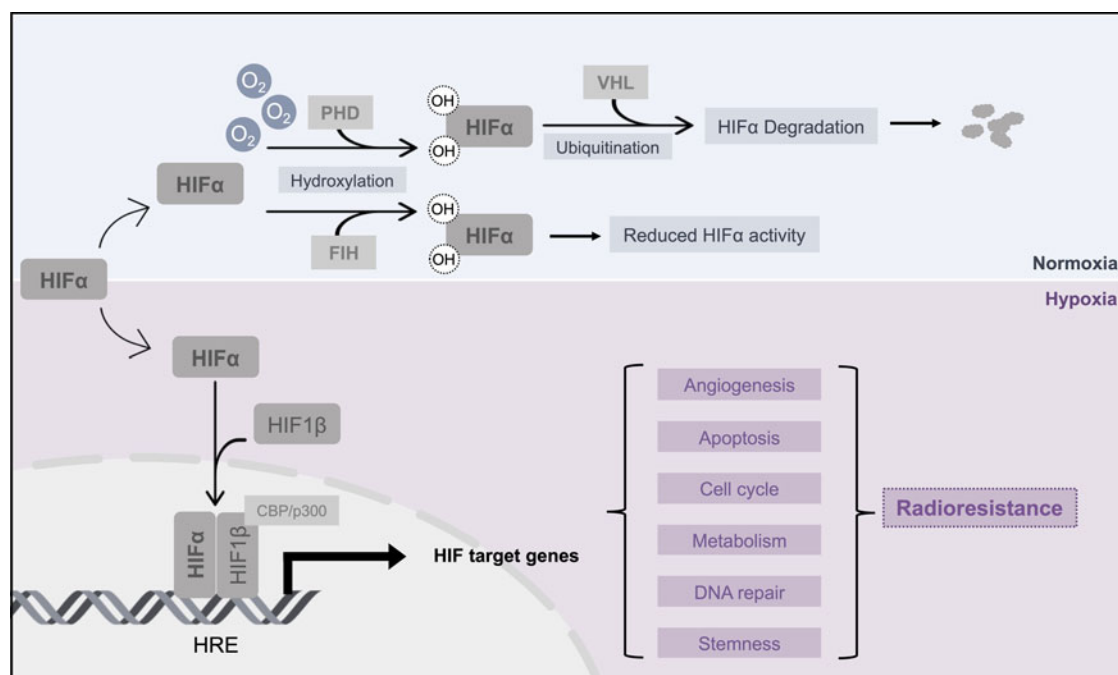 O2
O2
O2
PHD
OH
HIFα
OH
VHL
Ubiquitination
HIFα Degradation
HIFα
Hydroxylation
FIH
OH
HIFα
OH
Reduced HIFα activity
HIFα
Normoxia
Hypoxia
HIFα
HIF1β
CBP/p300
HIFα
HIF1β
HRE
HIF target genes
Angiogenesis
Apoptosis
Cell cycle
Metabolism
DNA repair
Stemness
Radioresistance